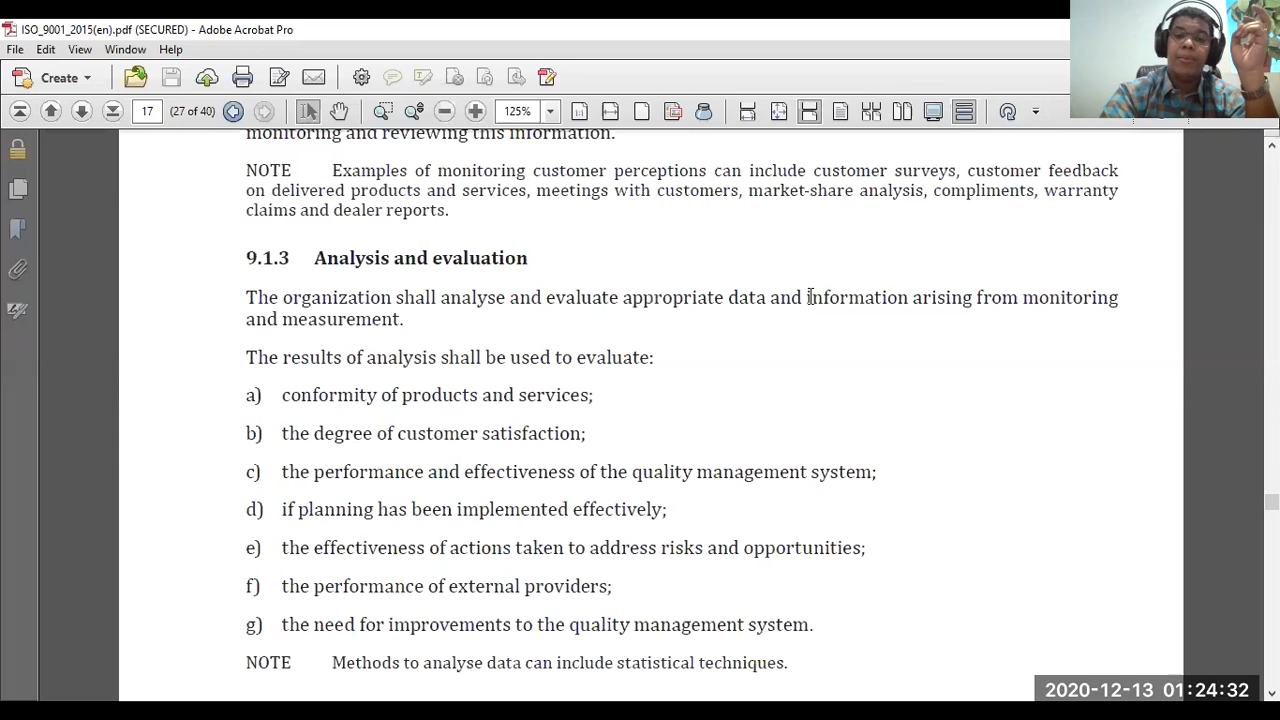 ISO_9001_2015(en).pdf (SECURED) - Adobe Acrobat Pro
File Edit View Window Help
Create
17 (27 of 40) 125%
monitoring and reviewing this information.
NOTE Examples of monitoring customer perceptions can include customer surveys, customer feedback
on delivered products and services, meetings with customers, market-share analysis, compliments, warranty
claims and dealer reports.
9.1.3 Analysis and evaluation
The organization shall analyse and evaluate appropriate data and information arising from monitoring
and measurement.
The results of analysis shall be used to evaluate:
a) conformity of products and services;
b) the degree of customer satisfaction;
c) the performance and effectiveness of the quality management system;
d) if planning has been implemented effectively;
e) the effectiveness of actions taken to address risks and opportunities;
f) the performance of external providers;
g) the need for improvements to the quality management system.
NOTE Methods to analyse data can include statistical techniques.
2020-12-13 01:24:32